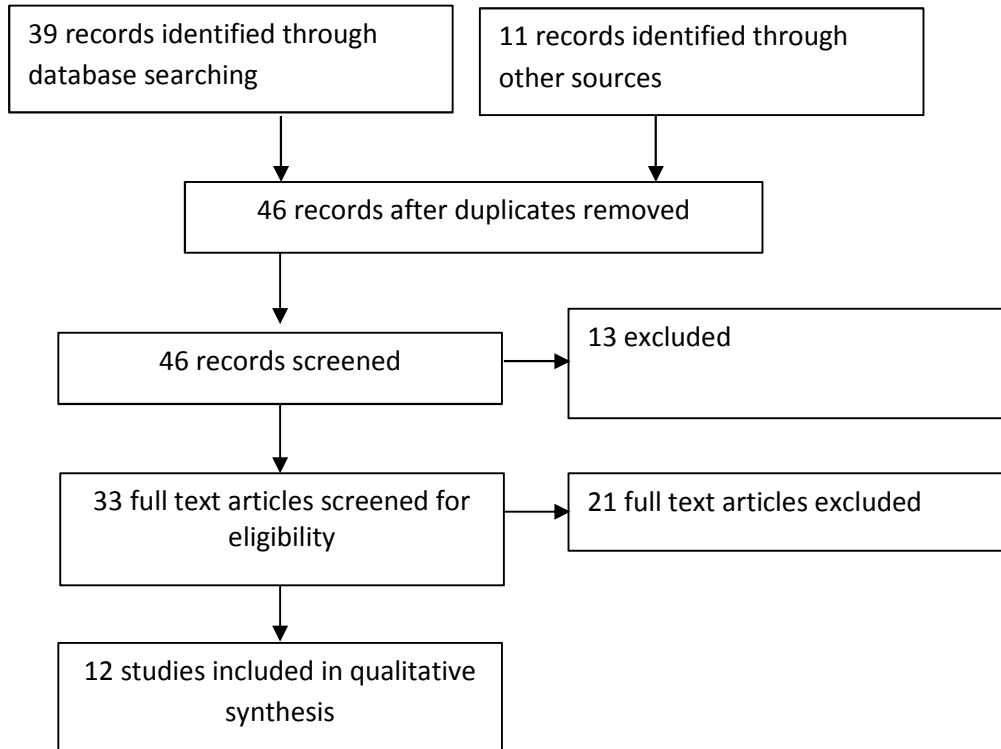 39 records identified through
database searching
11 records identified through
other sources
46 records after duplicates removed
46 records screened
13 excluded
33 full text articles screened for
eligibility
21 full text articles excluded
12 studies included in qualitative
synthesis